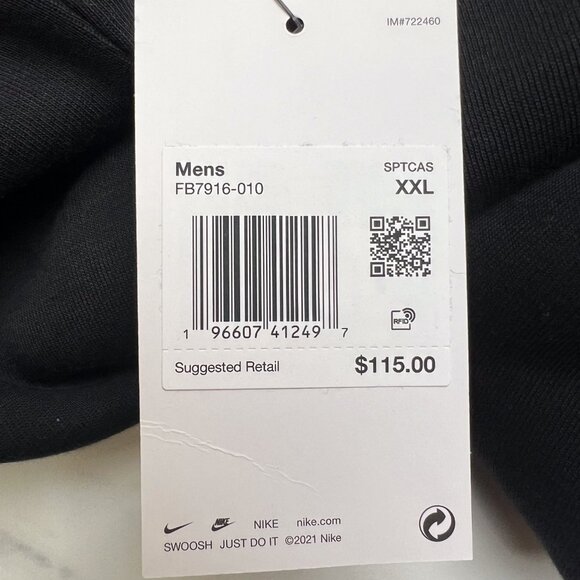 IM#722460
Mens SPTCAS
FB7916-010 XXL
1 96607 41249 7
RFID
Suggested Retail $115.00
NIKE NIKE nike.com
SWOOSH JUST DO IT ©2021 Nike